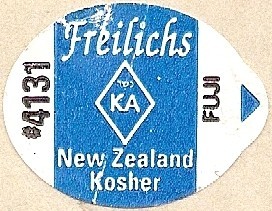 Freilichs
#4131
KA
FUJI
New Zealand
Kosher